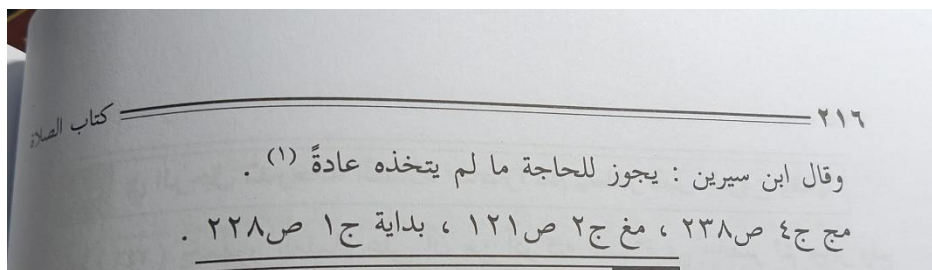 ٢١٦ كتاب الصلاة
وقال ابن سيرين : يجوز للحاجة ما لم يتخذه عادةً (١) .
مج ج٤ ص٢٣٨ ، مغ ج٢ ص١٢١ ، بداية ج١ ص٢٢٨ .